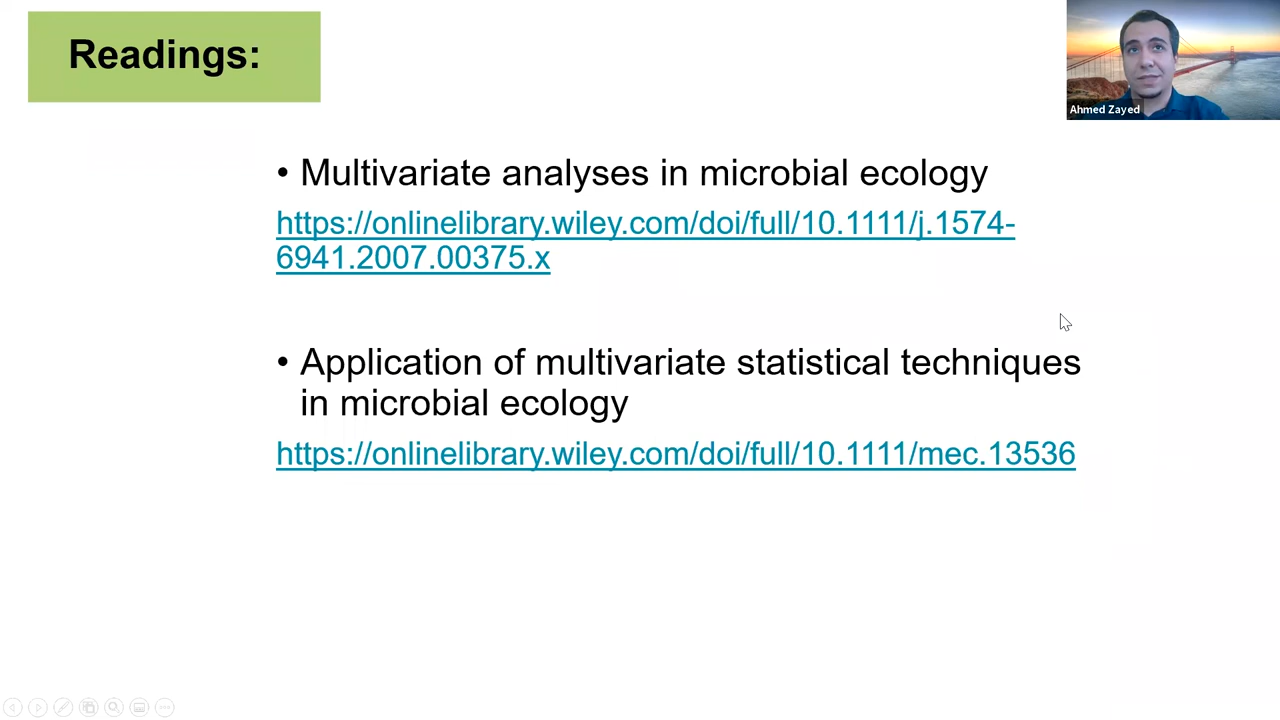 Readings:
Ahmed Zayed
• Multivariate analyses in microbial ecology
https://onlinelibrary.wiley.com/doi/full/10.1111/j.1574-
6941.2007.00375.x
• Application of multivariate statistical techniques
in microbial ecology
https://onlinelibrary.wiley.com/doi/full/10.1111/mec.13536